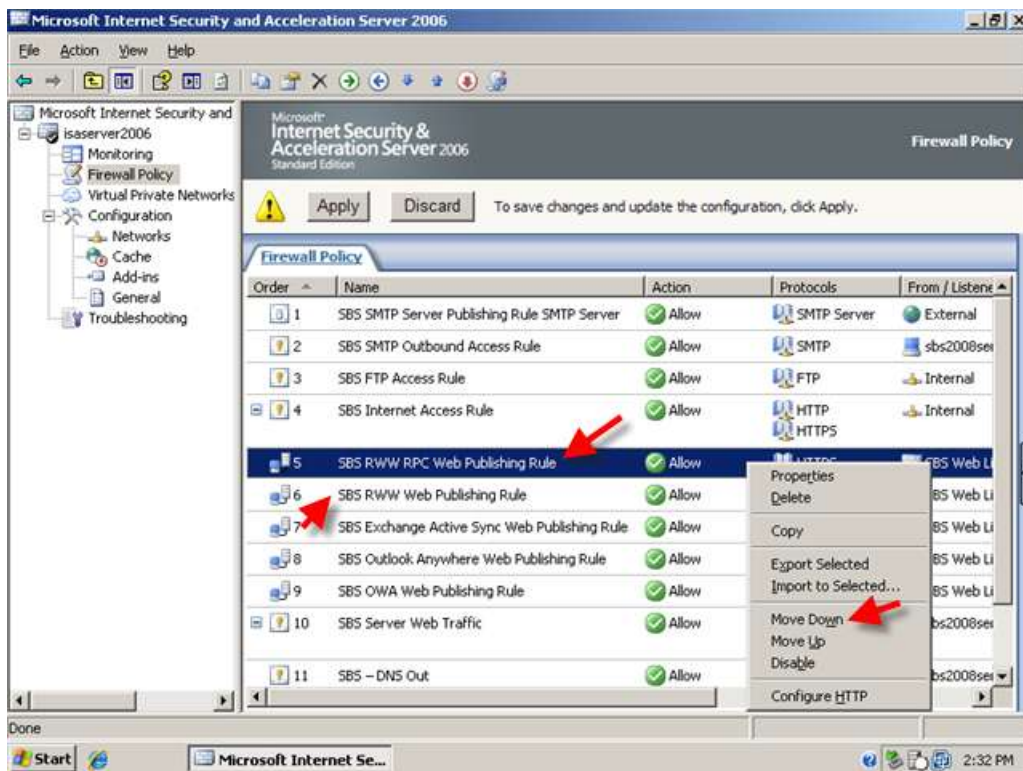 Microsoft Internet Security and Acceleration Server 2006
File Action View Help
Microsoft Internet Security and
isaserver2006
Monitoring
Firewall Policy
Virtual Private Networks
Configuration
Networks
Cache
Add-ins
General
Troubleshooting
Microsoft
Internet Security &
Acceleration Server 2006
Standard Edition
Firewall Policy
Apply Discard To save changes and update the configuration, click Apply.
Firewall Policy
Order Name Action Protocols From / Listene
1 SBS SMTP Server Publishing Rule SMTP Server Allow SMTP Server External
2 SBS SMTP Outbound Access Rule Allow SMTP sbs2008ser
3 SBS FTP Access Rule Allow FTP Internal
4 SBS Internet Access Rule Allow HTTP Internal
HTTPS
5 SBS RWW RPC Web Publishing Rule Allow HTTPS SBS Web Li
6 SBS RWW Web Publishing Rule Allow BS Web Li
7 SBS Exchange Active Sync Web Publishing Rule Allow BS Web Li
8 SBS Outlook Anywhere Web Publishing Rule Allow BS Web Li
9 SBS OWA Web Publishing Rule Allow BS Web Li
10 SBS Server Web Traffic Allow bs2008ser
11 SBS – DNS Out Allow bs2008ser
Properties
Delete
Copy
Export Selected
Import to Selected...
Move Down
Move Up
Disable
Configure HTTP
Done
Start Microsoft Internet Se... 2:32 PM